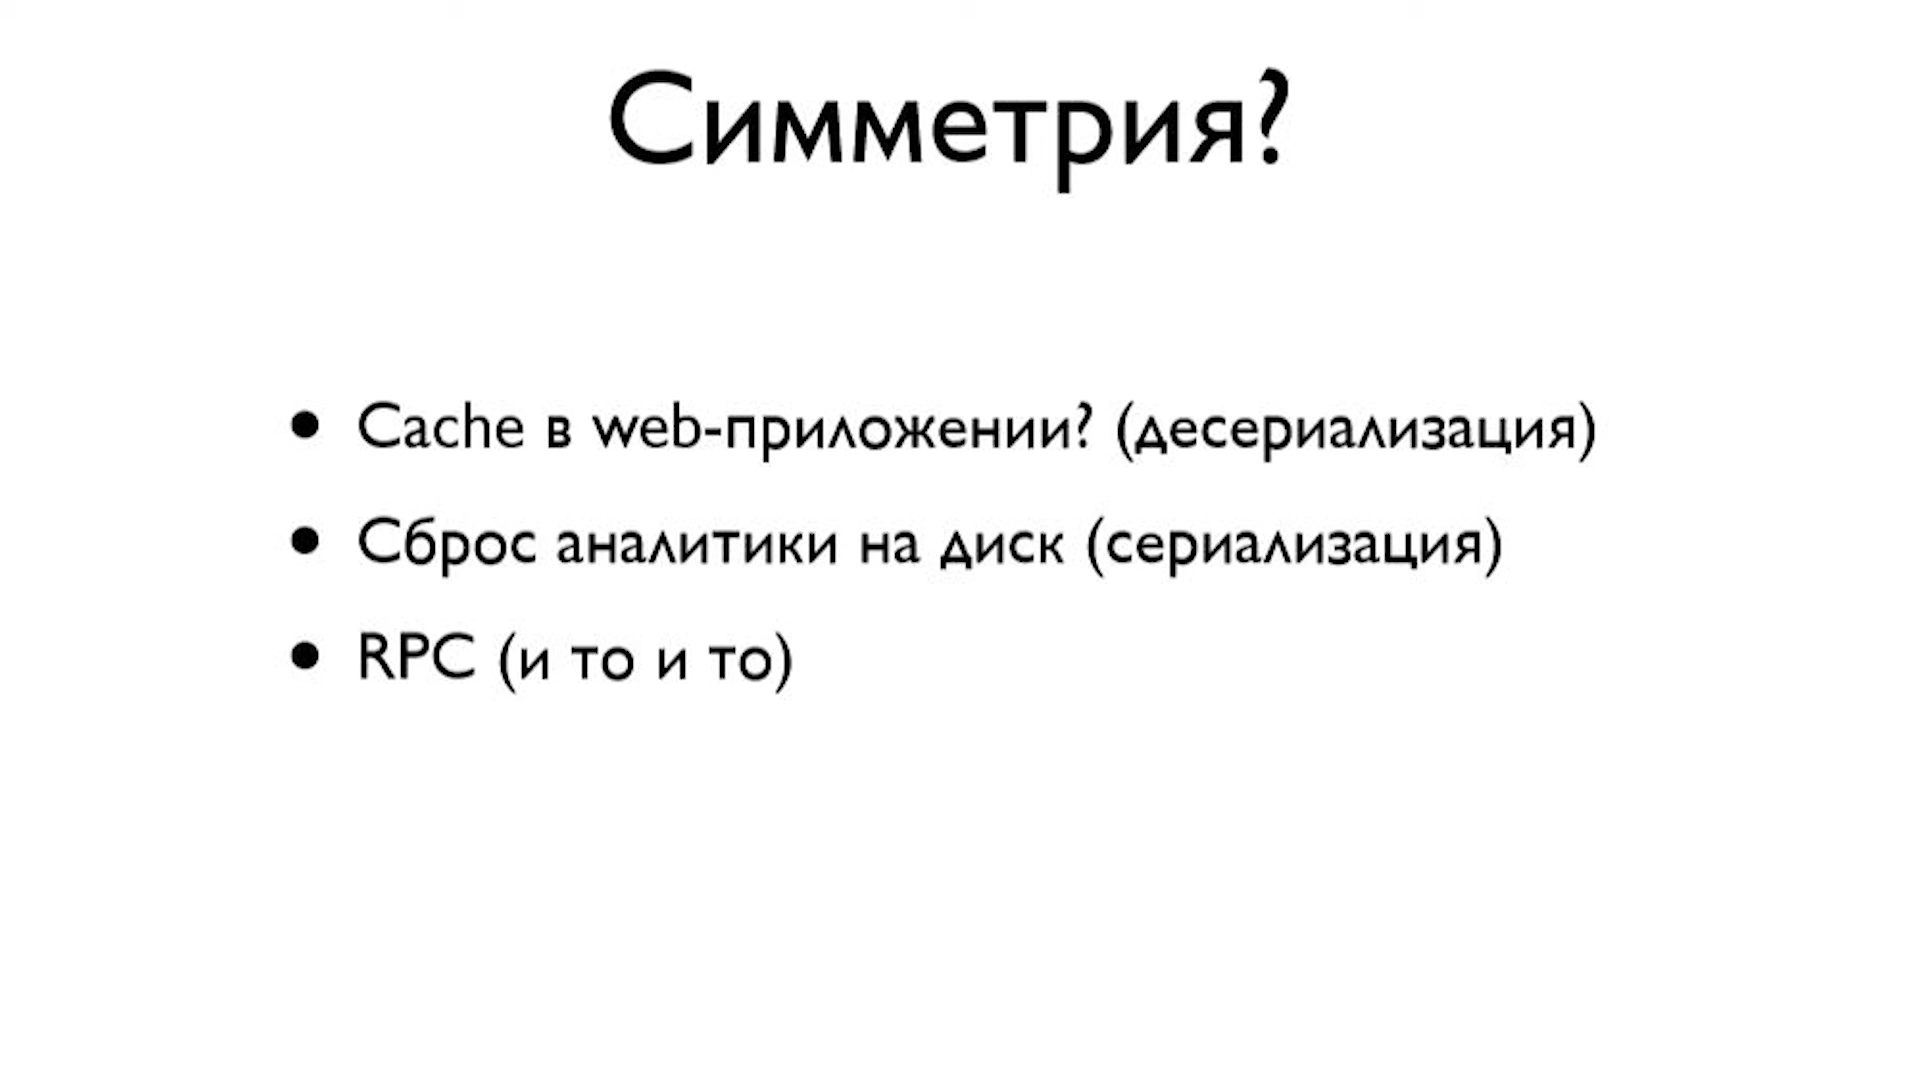 Симметрия?
• Cache в web-приложении? (десериализация)
• Сброс аналитики на диск (сериализация)
• RPC (и то и то)